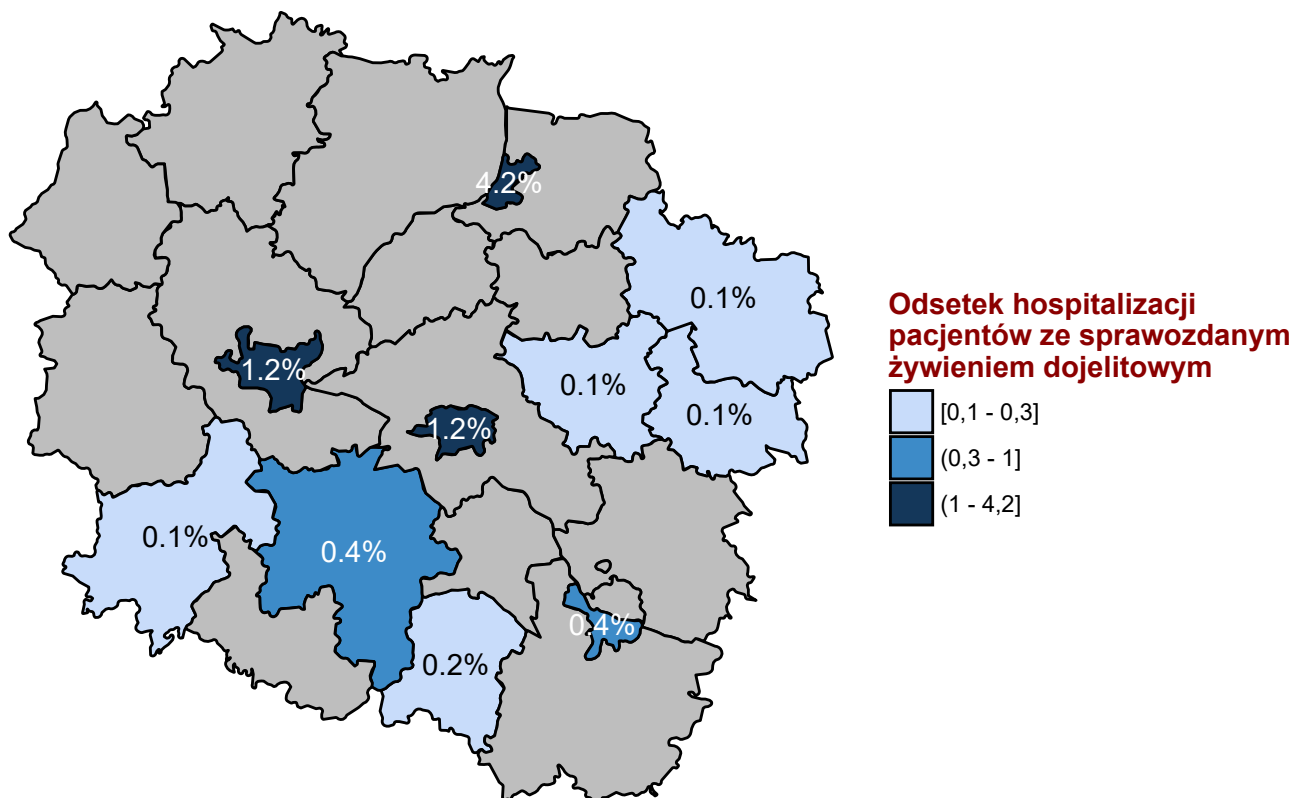 4.2%
0.1%
1.2%
0.1%
0.1%
1.2%
0.1%
0.4%
0.4%
0.2%
Odsetek hospitalizacji
pacjentów ze sprawozdanym
żywieniem dojelitowym
[0,1 - 0,3]
(0,3 - 1]
(1 - 4,2]